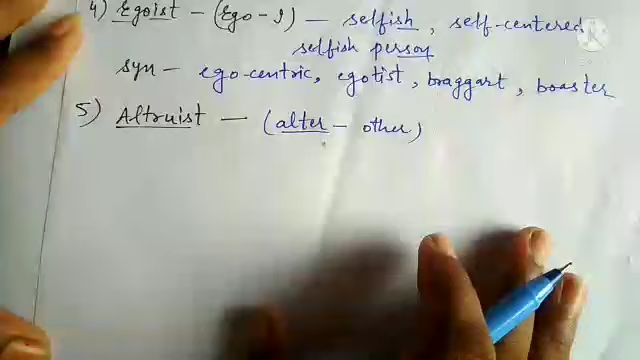 4) Egoist - (Ego - I) - selfish, self-centered
selfish person
syn - ego-centric, egotist, braggart, boaster
5) Altruist - (alter - other)